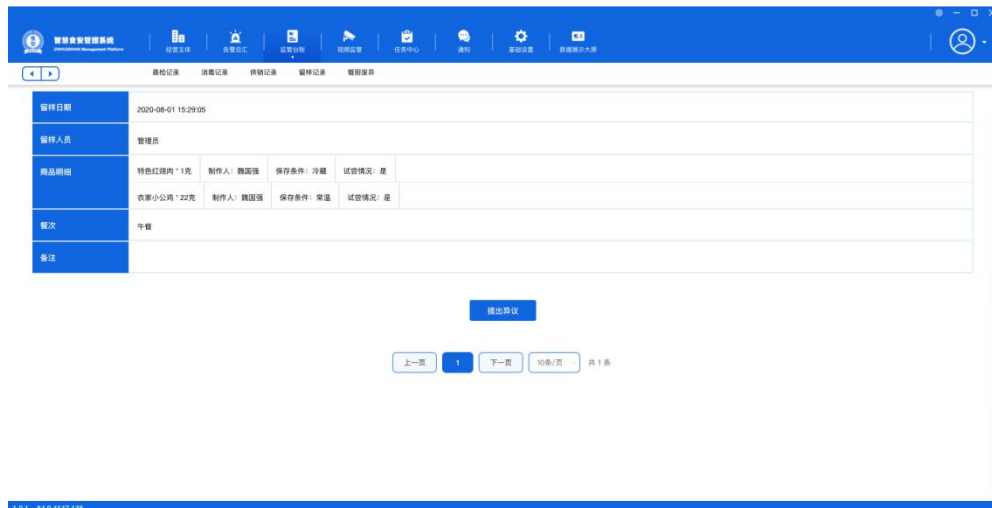 智慧食安管理系统
ZHIHUISHIAN Management Platform
经营主体 告警总汇 监管台账 视频监管 任务中心 通知 基础设置 数据展示大屏
晨检记录 消毒记录 供销记录 留样记录 餐厨废弃
留样日期 2020-08-01 15:29:05
留样人员 管理员
商品明细 特色红烧肉 * 1克 制作人：魏国强 保存条件：冷藏 试尝情况：是
农家小公鸡 * 22克 制作人：魏国强 保存条件：常温 试尝情况：是
餐次 午餐
备注
提出异议
上一页 1 下一页 10条/页 共 1 条